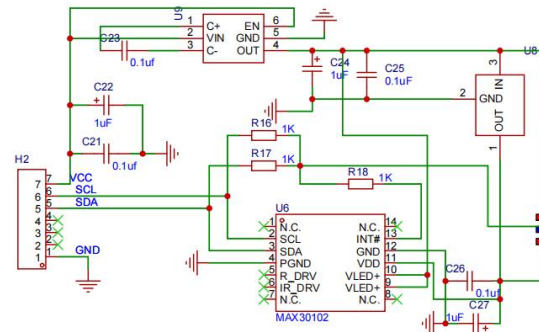 U9
1 C+ EN 6
2 VIN GND 5
3 C- OUT 4
C23
0.1uf
U8
3
IN
GND
2
OUT
1
C24
1uF
C25
0.1uF
C22
1uF
C21
0.1uf
R16
1K
R17
1K
R18
1K
H2
7 VCC
6 SCL
5 SDA
4
3
2
1 GND
U6
1 N.C. N.C. 14
2 SCL INT# 13
3 SDA GND 12
4 PGND VDD 11
5 R_DRV VLED+ 10
6 IR_DRV VLED+ 9
7 N.C. N.C. 8
MAX30102
C26
0.1uf
C27
1uF